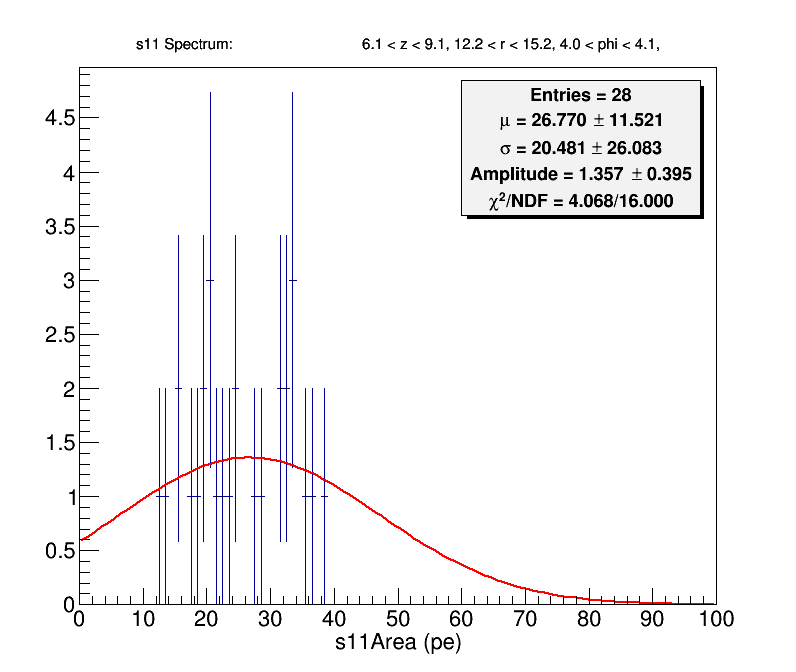 s11 Spectrum: 6.1 < z < 9.1, 12.2 < r < 15.2, 4.0 < phi < 4.1,
Entries = 28
μ = 26.770 ± 11.521
σ = 20.481 ± 26.083
Amplitude = 1.357 ± 0.395
χ²/NDF = 4.068/16.000
4.5
4
3.5
3
2.5
2
1.5
1
0.5
0
0 10 20 30 40 50 60 70 80 90 100
s11Area (pe)